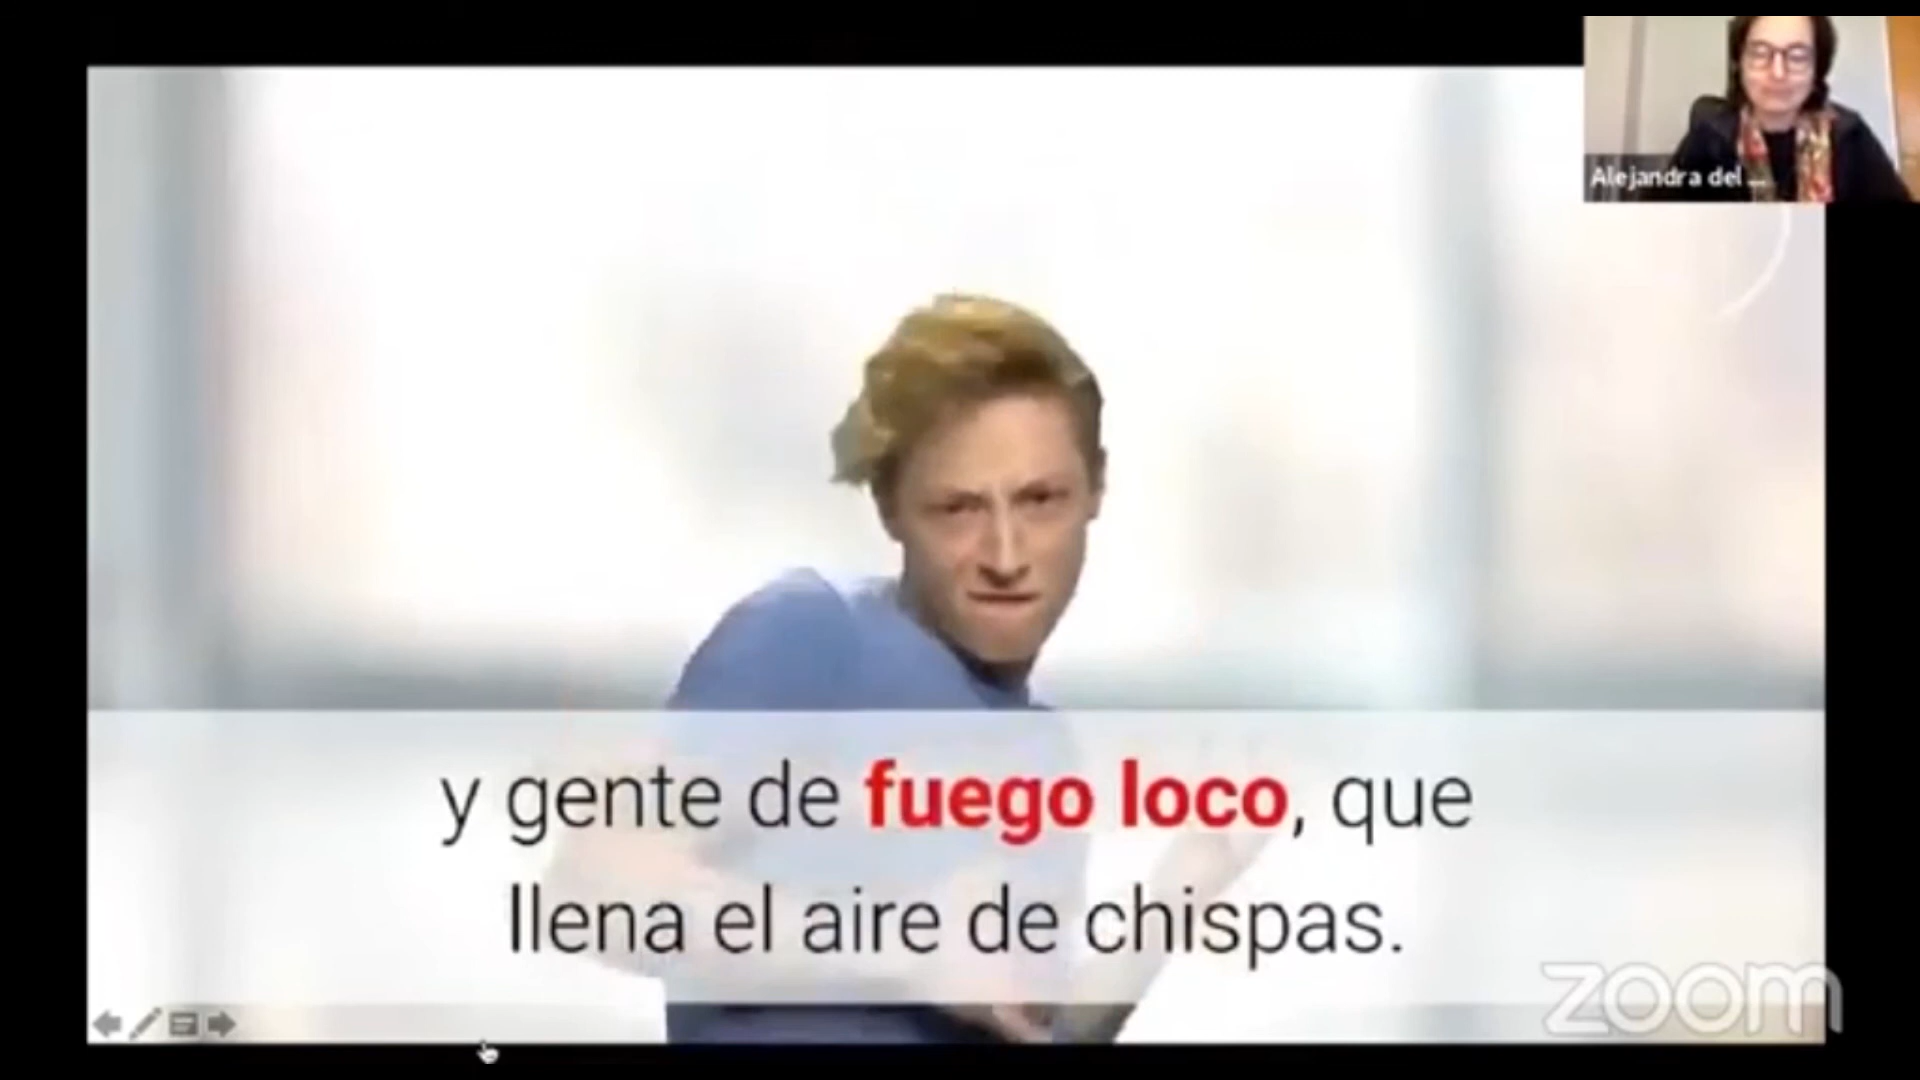 Alejandra del ...
y gente de fuego loco, que
llena el aire de chispas.
zoom